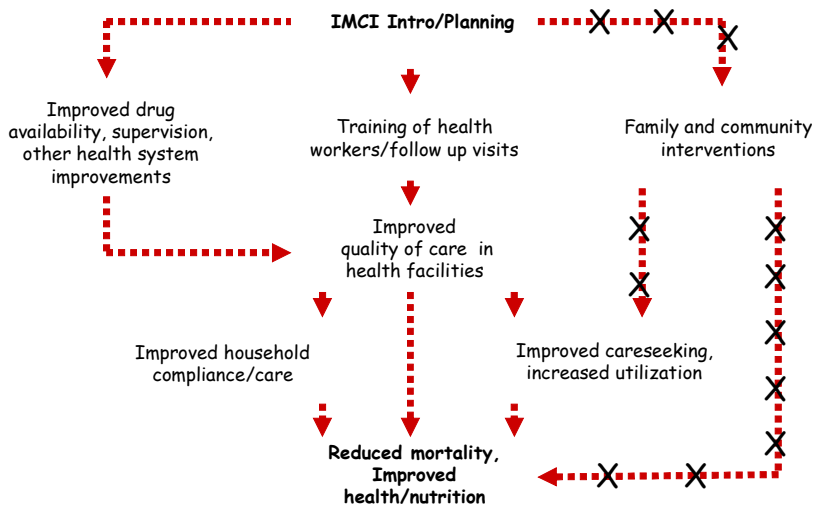 IMCI Intro/Planning
Improved drug
availability, supervision,
other health system
improvements
Training of health
workers/follow up visits
Family and community
interventions
Improved
quality of care in
health facilities
Improved household
compliance/care
Improved careseeking,
increased utilization
Reduced mortality,
Improved
health/nutrition